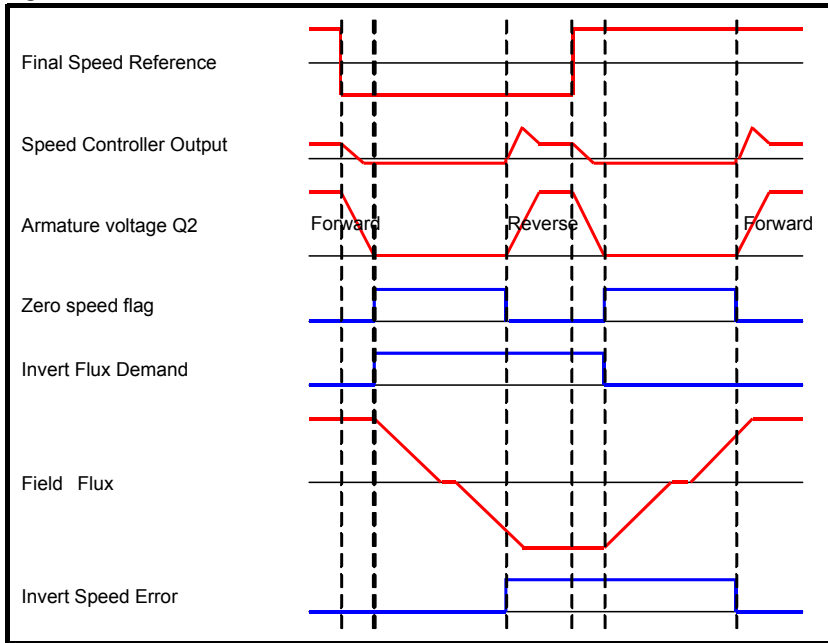 Final Speed Reference
Speed Controller Output
Armature voltage Q2
Forward
Reverse
Forward
Zero speed flag
Invert Flux Demand
Field Flux
Invert Speed Error